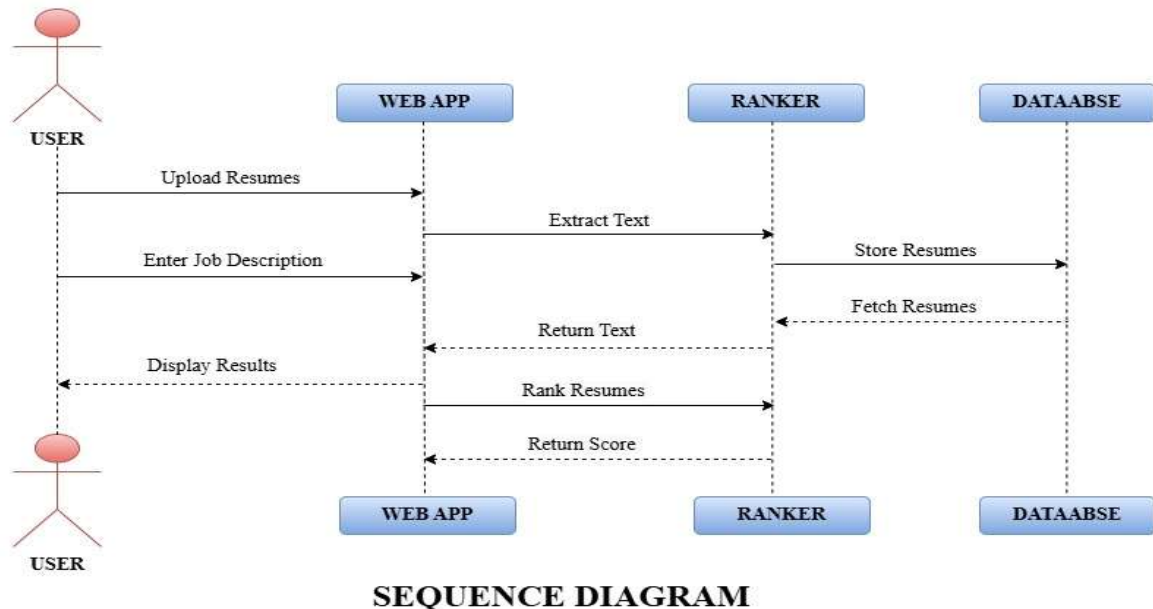 WEB APP
RANKER
DATAABSE
USER
Upload Resumes
Extract Text
Store Resumes
Enter Job Description
Fetch Resumes
Return Text
Display Results
Rank Resumes
Return Score
WEB APP
RANKER
DATAABSE
USER
SEQUENCE DIAGRAM